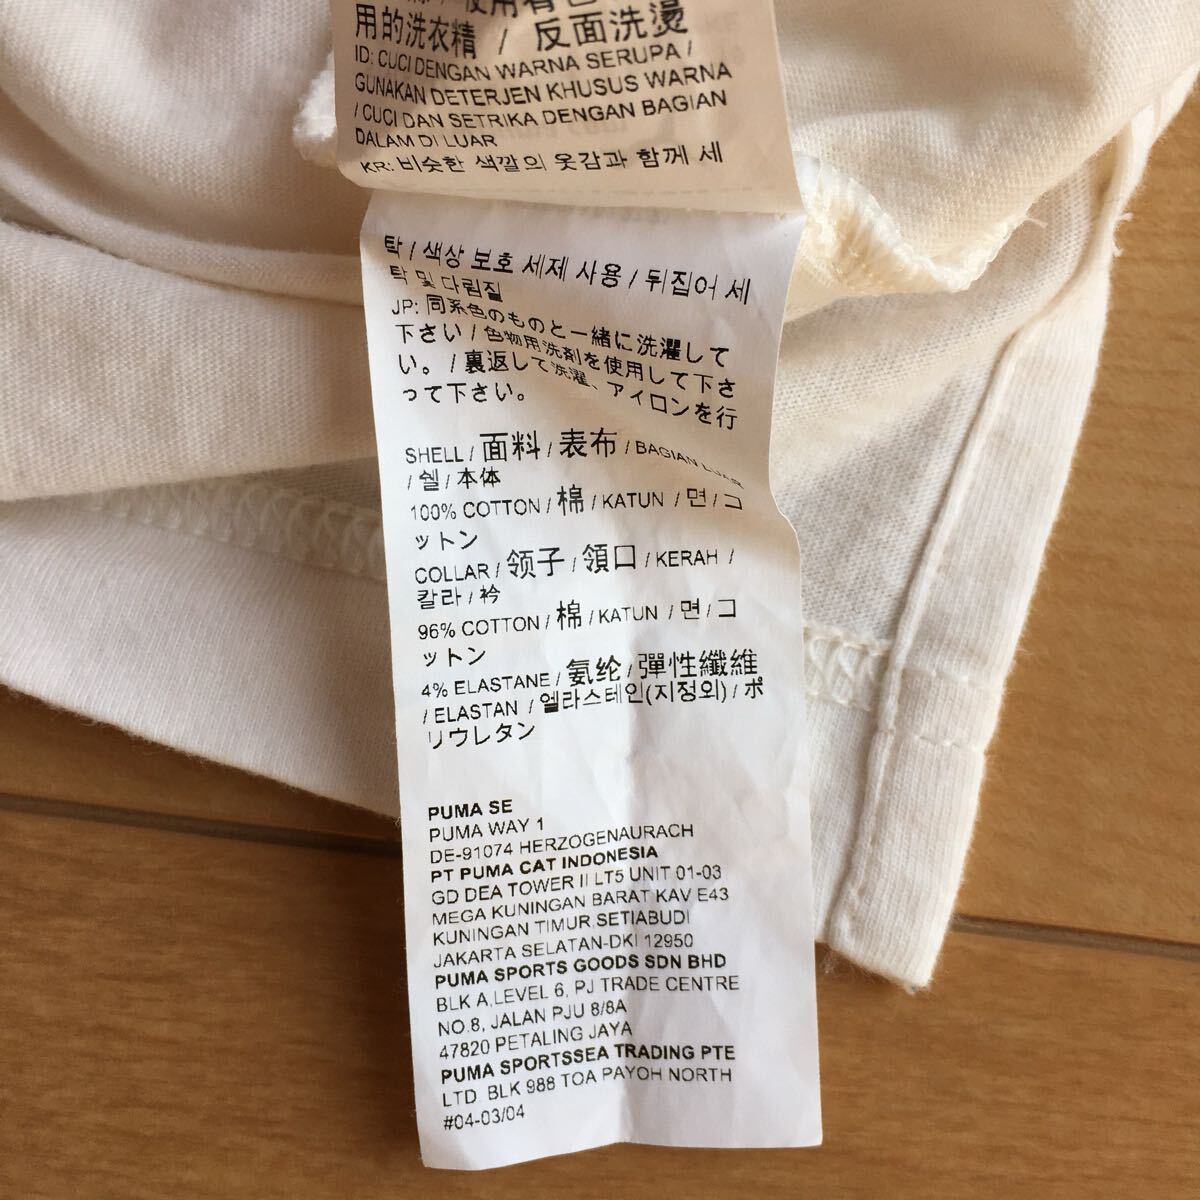 使用有色
用的洗衣精 / 反面洗燙
ID: CUCI DENGAN WARNA SERUPA /
GUNAKAN DETERJEN KHUSUS WARNA
/ CUCI DAN SETRIKA DENGAN BAGIAN
DALAM DI LUAR
KR: 비슷한 색깔의 옷감과 함께 세
탁 / 색상 보호 세제 사용 / 뒤집어 세
탁 및 다림질
JP: 同系色のものと一緒に洗濯して
下さい / 色物用洗剤を使用して下さ
い。 / 裏返して洗濯、アイロンを行
って下さい。
SHELL / 面料 / 表布 / BAGIAN LUAR
/ 쉘 / 本体
100% COTTON / 棉 / KATUN / 면 / コ
ットン
COLLAR / 领子 / 領口 / KERAH /
칼라 / 衿
96% COTTON / 棉 / KATUN / 면 / コ
ットン
4% ELASTANE / 氨纶 / 彈性纖維
/ ELASTAN / 엘라스테인(지정외) / ポ
リウレタン
PUMA SE
PUMA WAY 1
DE-91074 HERZOGENAURACH
PT PUMA CAT INDONESIA
GD DEA TOWER II LT5 UNIT 01-03
MEGA KUNINGAN BARAT KAV E43
KUNINGAN TIMUR SETIABUDI
JAKARTA SELATAN-DKI 12950
PUMA SPORTS GOODS SDN BHD
BLK A,LEVEL 6, PJ TRADE CENTRE
NO.8, JALAN PJU 8/8A
47820 PETALING JAYA
PUMA SPORTSSEA TRADING PTE
LTD. BLK 988 TOA PAYOH NORTH
#04-03/04